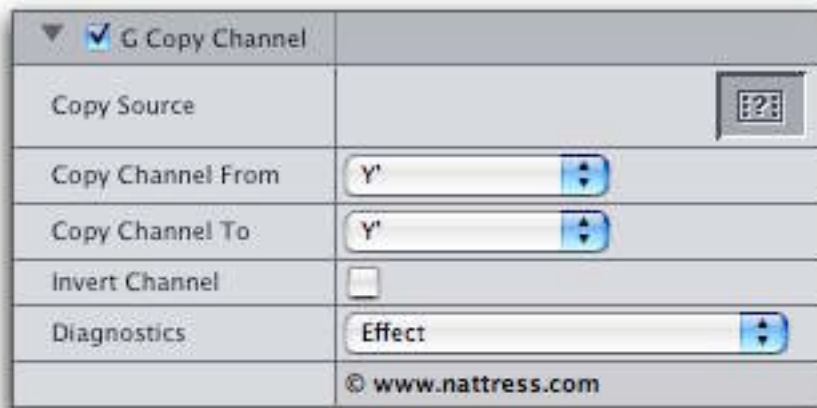 G Copy Channel
Copy Source
?
Copy Channel From Y'
Copy Channel To Y'
Invert Channel
Diagnostics Effect
© www.nattress.com